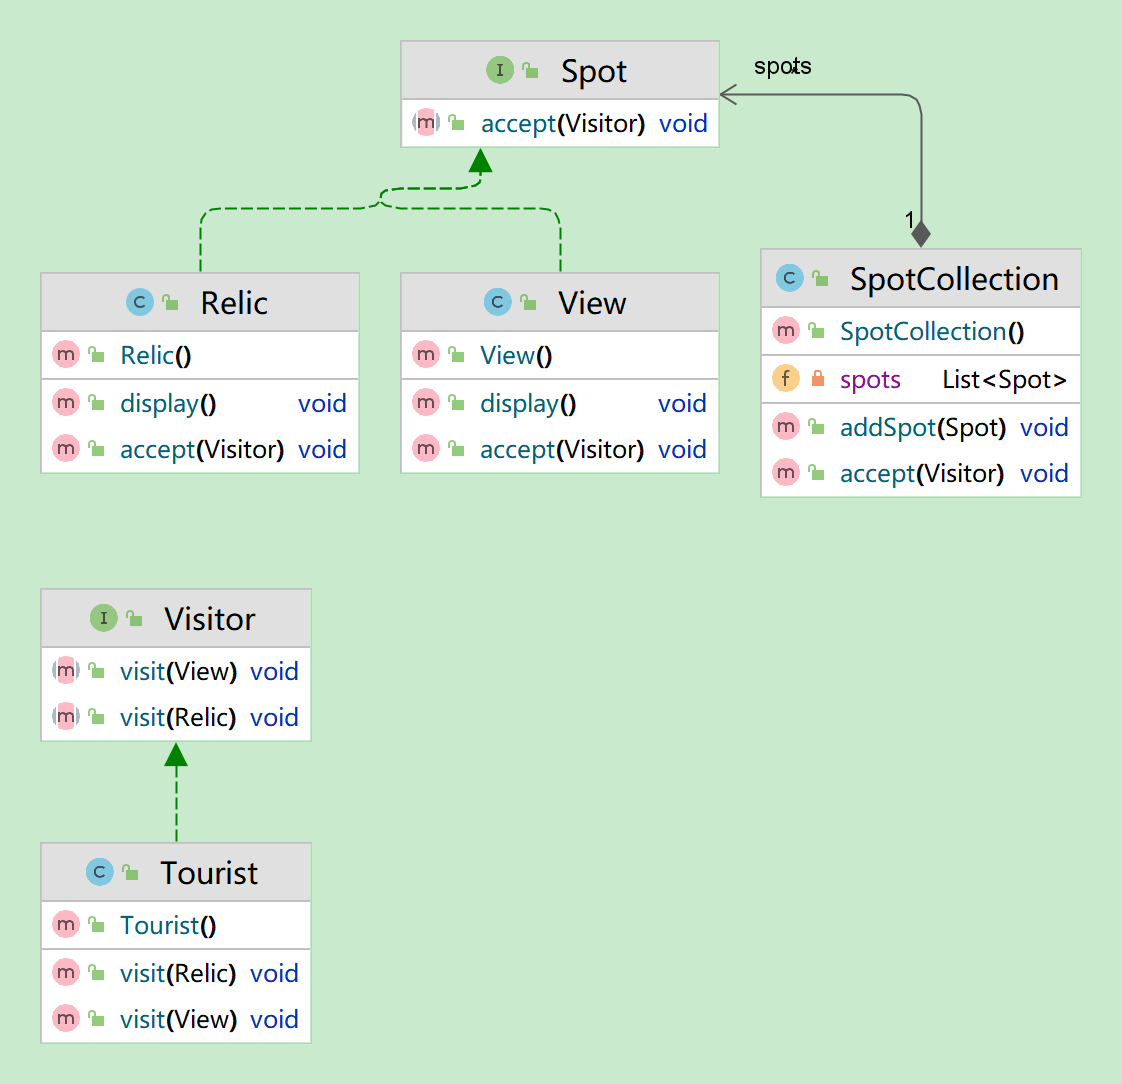 Spot
accept(Visitor) void
spots
*
1
Relic
Relic()
display() void
accept(Visitor) void
View
View()
display() void
accept(Visitor) void
SpotCollection
SpotCollection()
spots List<Spot>
addSpot(Spot) void
accept(Visitor) void
Visitor
visit(View) void
visit(Relic) void
Tourist
Tourist()
visit(Relic) void
visit(View) void